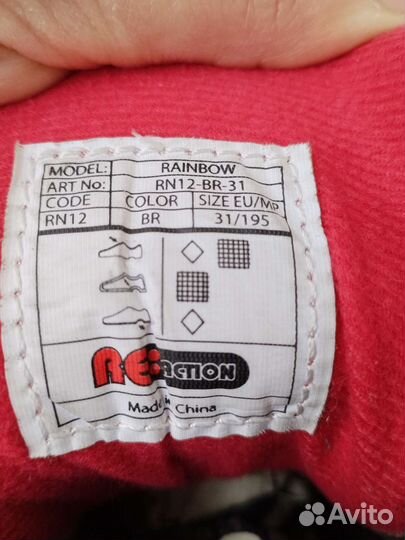 MODEL: RAINBOW
ART No: RN12-BR-31
CODE COLOR SIZE EU/MP
RN12 BR 31/195
RE:ACTION
Made in China
Avito